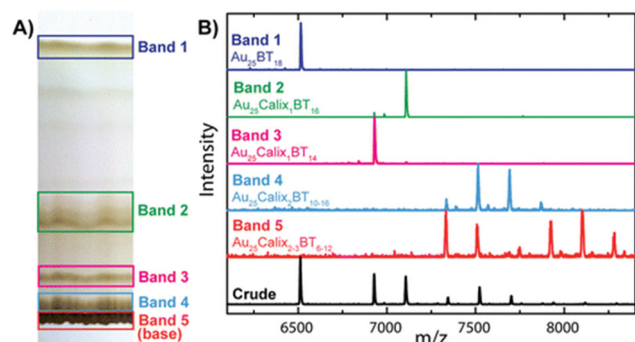 A)
Band 1
Band 2
Band 3
Band 4
Band 5
(base)
B)
Intensity
Band 1
Au25BT18
Band 2
Au25Calix1BT16
Band 3
Au25Calix1BT14
Band 4
Au25Calix2BT10-16
Band 5
Au25Calix2-3BT6-12
Crude
6500 7000 7500 8000
m/z